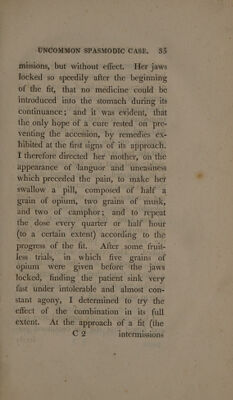 UNCOMMON SPASMODIC CASE. 35
missions, but without effect. Her jaws
locked so speedily after the beginning
of the fit, that no medicine could be
introduced into the stomach during its
continuance; and it was evident, that
the only hope of a cure rested on pre-
venting the accession, by remedies ex-
hibited at the first signs of its approach.
I therefore directed her mother, on the
appearance of languor and uneasiness
which preceded the pain, to make her
swallow a pill, composed of half a
grain of opium, two grains of musk,
and two of camphor; and to repeat
the dose every quarter or half hour
(to a certain extent) according to the
progress of the fit. After some fruit-
less trials, in which five grains of
opium were given before the jaws
locked, finding the patient sink very
fast under intolerable and almost con-
stant agony, I determined to try the
effect of the combination in its full
extent. At the approach of a fit (the
C 2 intermissions